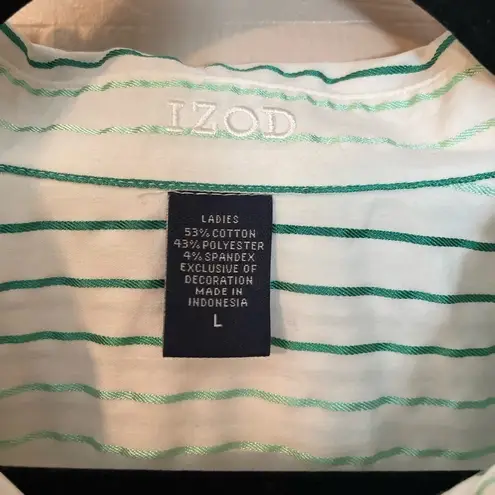 IZOD
LADIES
53% COTTON
43% POLYESTER
4% SPANDEX
EXCLUSIVE OF
DECORATION
MADE IN
INDONESIA
L